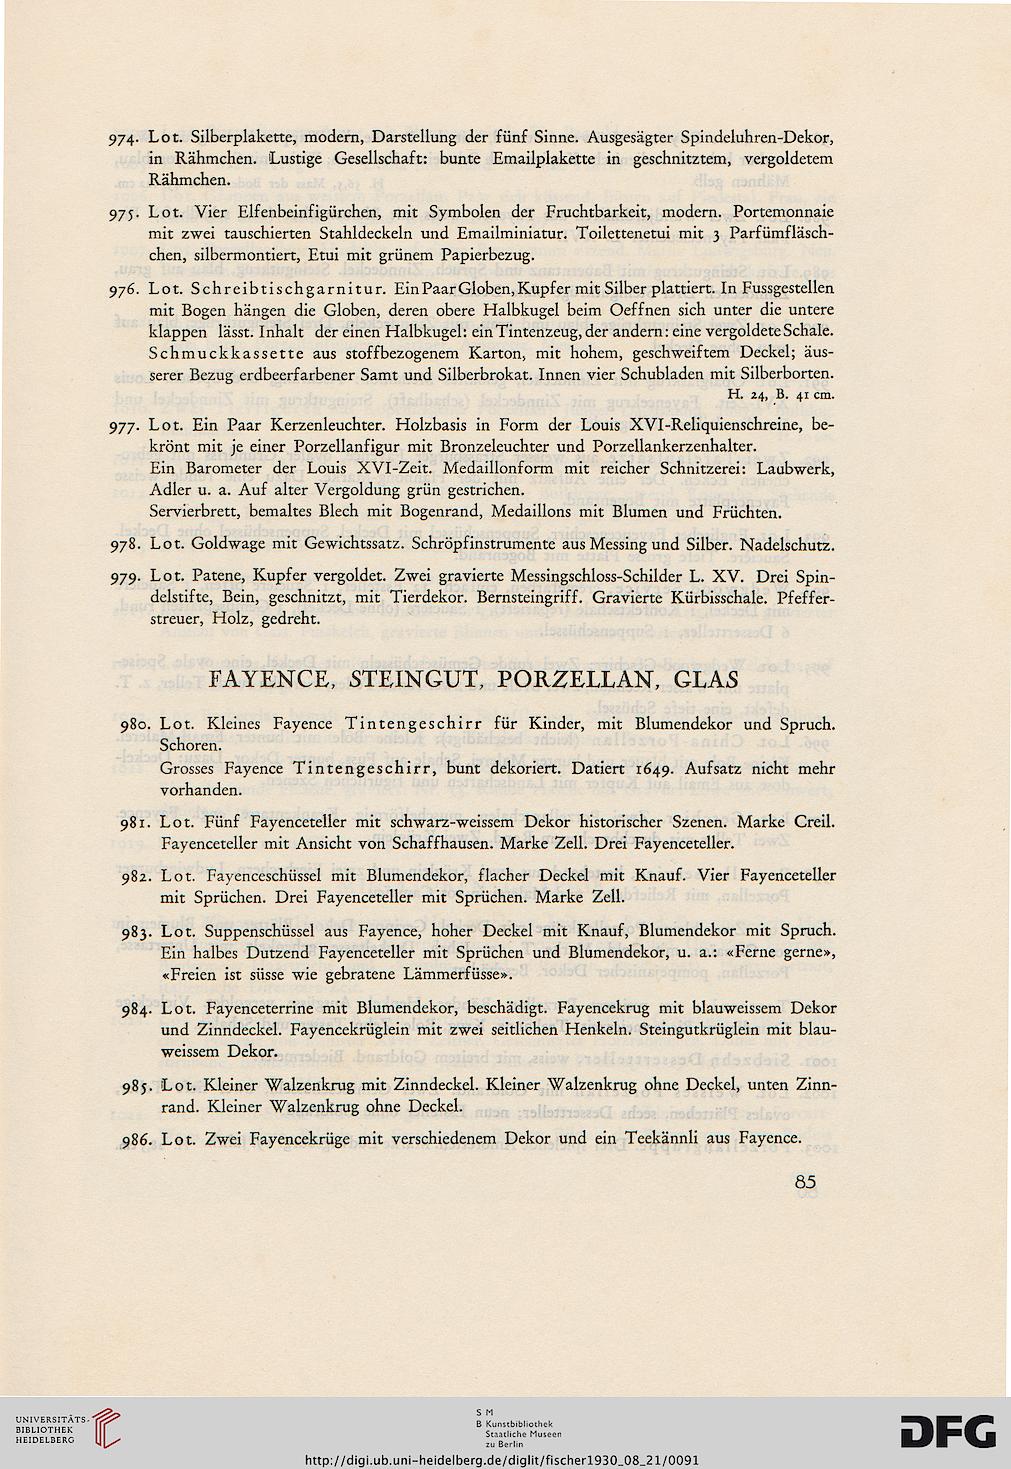 974. Lot. Silberplakette, modern, Darstellung der fünf Sinne. Ausgesägter Spindeluhren-Dekor,
in Rähmchen. Lustige Gesellschaft: bunte Emailplakette in geschnitztem, vergoldetem
Rähmchen.
975. Lot. Vier Elfenbeinfigürchen, mit Symbolen der Fruchtbarkeit, modern. Portemonnaie
mit zwei tauschierten Stahldeckeln und Emailminiatur. Toilettenetui mit 3 Parfümfläsch-
chen, silbermontiert, Etui mit grünem Papierbezug.
976. Lot. Schreibtischgarnitur. Ein Paar Globen, Kupfer mit Silber plattiert. In Fussgestellen
mit Bogen hängen die Globen, deren obere Halbkugel beim Oeffnen sich unter die untere
klappen lässt. Inhalt der einen Halbkugel: ein Tintenzeug, der andern: eine vergoldete Schale.
Schmuckkassette aus stoffbezogenem Karton, mit hohem, geschweiftem Deckel; äus-
serer Bezug erdbeerfarbener Samt und Silberbrokat. Innen vier Schubladen mit Silberborten.
H. 24, B. 41 cm.
977. Lot. Ein Paar Kerzenleuchter. Holzbasis in Form der Louis XVI-Reliquienschreine, be-
krönt mit je einer Porzellanfigur mit Bronzeleuchter und Porzellankerzenhalter.
Ein Barometer der Louis XVI-Zeit. Medaillonform mit reicher Schnitzerei: Laubwerk,
Adler u. a. Auf alter Vergoldung grün gestrichen.
Servierbrett, bemaltes Blech mit Bogenrand, Medaillons mit Blumen und Früchten.
978. Lot. Goldwage mit Gewichtssatz. Schröpfinstrumente aus Messing und Silber. Nadelschutz.
979. Lot. Patene, Kupfer vergoldet. Zwei gravierte Messingschloss-Schilder L. XV. Drei Spin-
delstifte, Bein, geschnitzt, mit Tierdekor. Bernsteingriff. Gravierte Kürbisschale. Pfeffer-
streuer, Holz, gedreht.
FAYENCE, STEINGUT, PORZELLAN, GLAS
980. Lot. Kleines Fayence Tintengeschirr für Kinder, mit Blumendekor und Spruch.
Schoren.
Grosses Fayence Tintengeschirr, bunt dekoriert. Datiert 1649. Aufsatz nicht mehr
vorhanden.
981. Lot. Fünf Fayenceteller mit schwarz-weissem Dekor historischer Szenen. Marke Creil.
Fayenceteller mit Ansicht von Schaffhausen. Marke Zell. Drei Fayenceteller.
982. Lot. Fayenceschüssel mit Blumendekor, flacher Deckel mit Knauf. Vier Fayenceteller
mit Sprüchen. Drei Fayenceteller mit Sprüchen. Marke Zell.
983. Lot. Suppenschüssel aus Fayence, hoher Deckel mit Knauf, Blumendekor mit Spruch.
Ein halbes Dutzend Fayenceteller mit Sprüchen und Blumendekor, u. a.: «Ferne gerne»,
«Freien ist süsse wie gebratene Lämmerfüsse».
984. Lot. Fayenceterrine mit Blumendekor, beschädigt. Fayencekrug mit blauweissem Dekor
und Zinndeckel. Fayencekrüglein mit zwei seitlichen Henkeln. Steingutkrüglein mit blau-
weissem Dekor.
985. Lot. Kleiner Walzenkrug mit Zinndeckel. Kleiner Walzenkrug ohne Deckel, unten Zinn-
rand. Kleiner Walzenkrug ohne Deckel.
986. Lot. Zwei Fayencekrüge mit verschiedenem Dekor und ein Teekännli aus Fayence.
85
UNIVERSITÄTS-
BIBLIOTHEK
HEIDELBERG
S M
B Kunstbibliothek
Staatliche Museen
zu Berlin
DFG
http://digi.ub.uni-heidelberg.de/diglit/fischer1930_08_21/0091